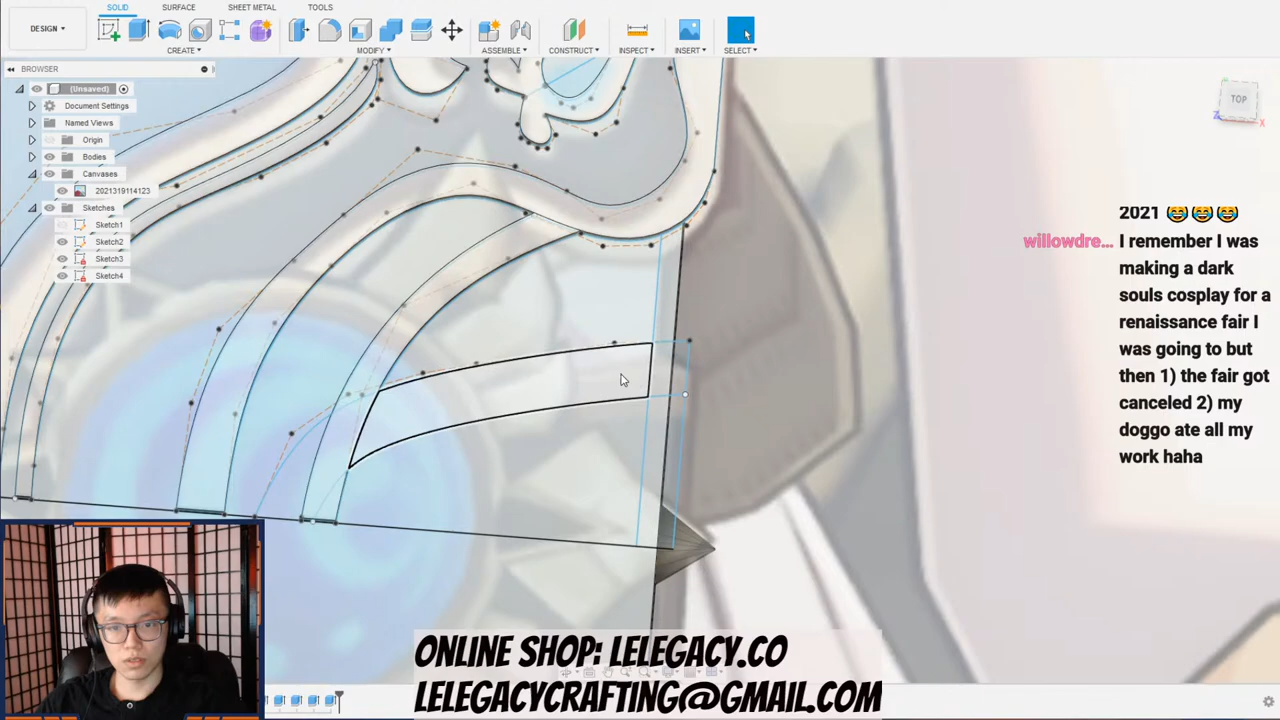 DESIGN
SOLID
SURFACE
SHEET METAL
TOOLS
CREATE
MODIFY
ASSEMBLE
CONSTRUCT
INSPECT
INSERT
SELECT
BROWSER
(Unsaved)
Document Settings
Named Views
Origin
Bodies
Canvases
2021319114123
Sketches
Sketch1
Sketch2
Sketch3
Sketch4
TOP
Z
X
2021 😂😂😂
willowdre... I remember I was
making a dark
souls cosplay for a
renaissance fair I
was going to but
then 1) the fair got
canceled 2) my
doggo ate all my
work haha
ONLINE SHOP: LELEGACY.CO
LELEGACYCRAFTING@GMAIL.COM